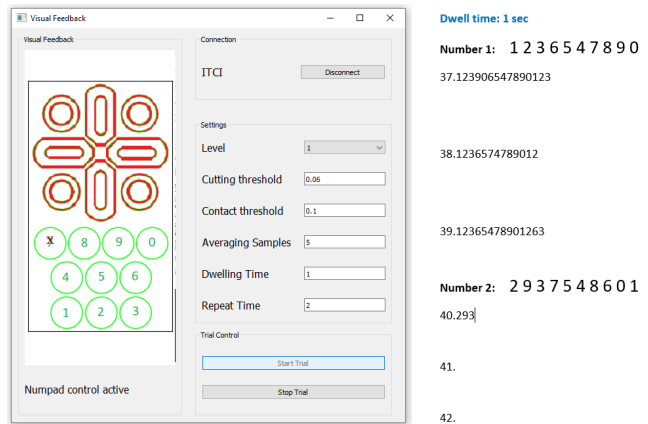 Visual Feedback
Visual Feedback
X 8 9 0
4 5 6
1 2 3
Numpad control active
Connection
ITCI Disconnect
Settings
Level 1
Cutting threshold 0.06
Contact threshold 0.1
Averaging Samples 5
Dwelling Time 1
Repeat Time 2
Trial Control
Start Trial
Stop Trial
Dwell time: 1 sec
Number 1: 1 2 3 6 5 4 7 8 9 0
37.123906547890123
38.1236574789012
39.12365478901263
Number 2: 2 9 3 7 5 4 8 6 0 1
40.293
41.
42.